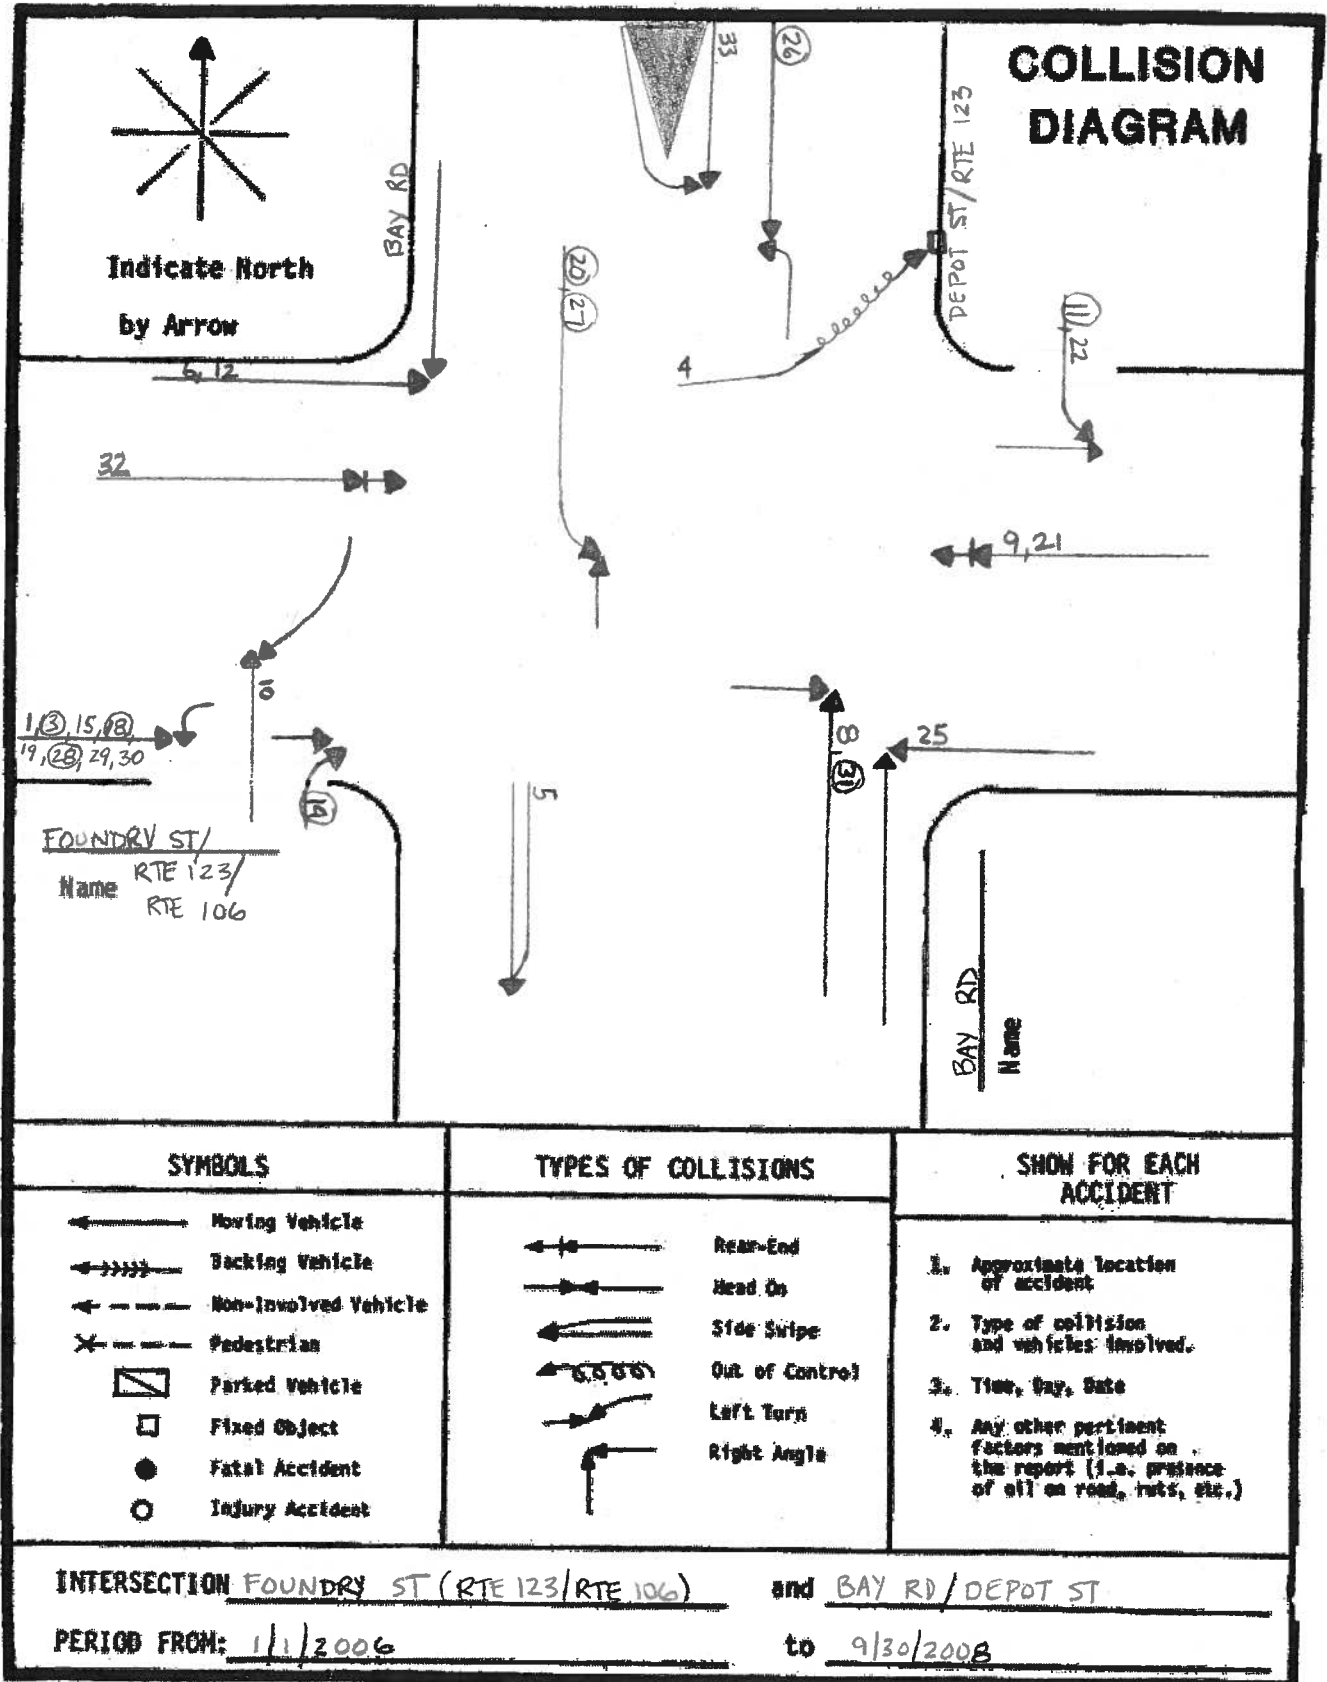 COLLISION
DIAGRAM
Indicate North
by Arrow
BAY RD
33
26
DEPOT ST/RTE 123
20, 27
4
11, 22
6, 12
32
9, 21
10
1, 3, 15, 18,
19, 28, 29, 30
14
5
8
31
25
FOUNDRY ST/
RTE 123/
Name
RTE 106
BAY RD
Name
SYMBOLS
Moving Vehicle
Backing Vehicle
Non-Involved Vehicle
Pedestrian
Parked Vehicle
Fixed Object
Fatal Accident
Injury Accident
TYPES OF COLLISIONS
Rear-End
Head On
Side Swipe
Out of Control
Left Turn
Right Angle
SHOW FOR EACH
ACCIDENT
1. Approximate location
of accident
2. Type of collision
and vehicles involved.
3. Time, Day, Date
4. Any other pertinent
factors mentioned on
the report (i.e. presence
of oil on road, ruts, etc.)
INTERSECTION FOUNDRY ST (RTE 123/RTE 106) and BAY RD/DEPOT ST
PERIOD FROM: 1/1/2006 to 9/30/2008